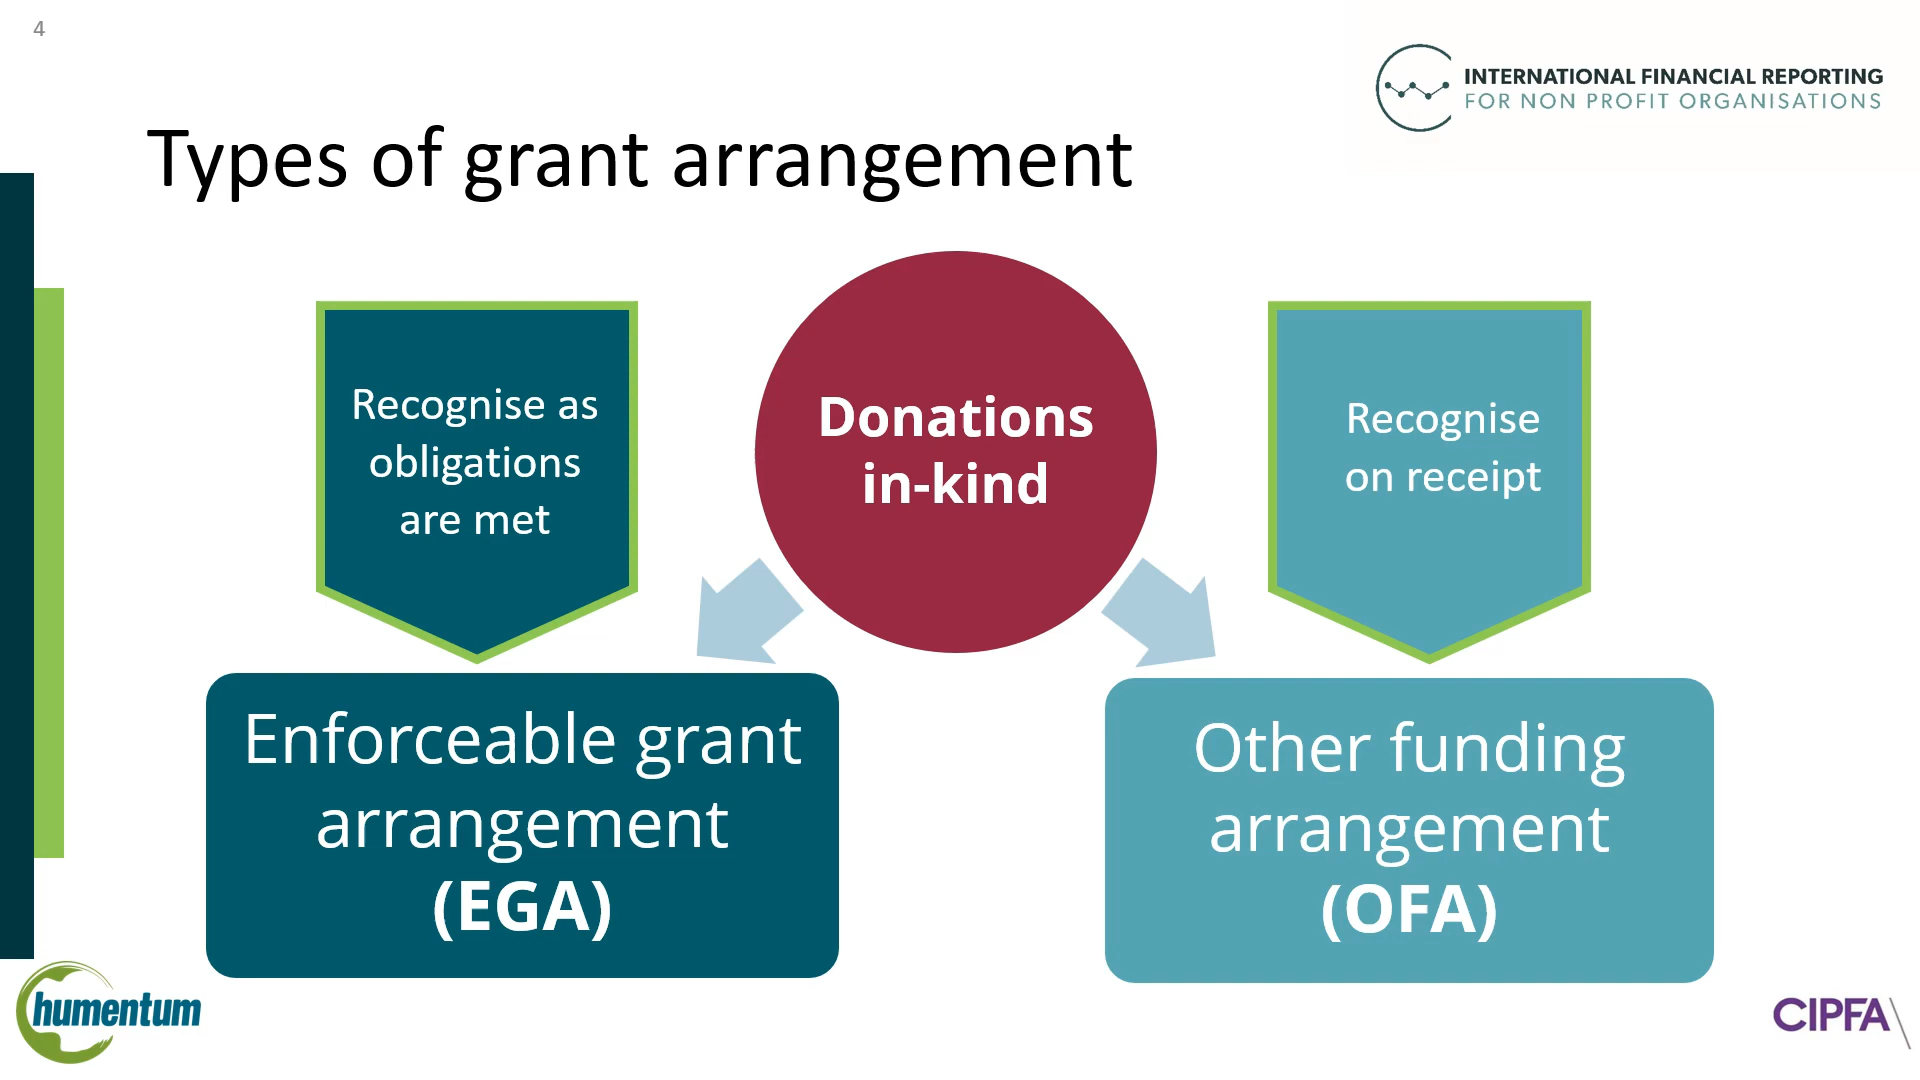 4
INTERNATIONAL FINANCIAL REPORTING
FOR NON PROFIT ORGANISATIONS
Types of grant arrangement
Recognise as
obligations
are met
Donations
in-kind
Recognise
on receipt
Enforceable grant
arrangement
(EGA)
Other funding
arrangement
(OFA)
humentum
CIPFA